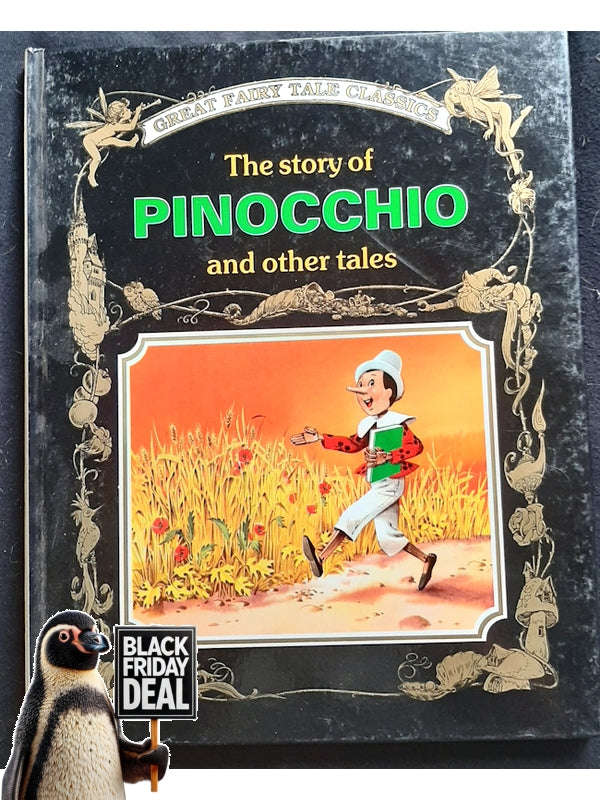 GREAT FAIRY TALE CLASSICS
The story of
PINOCCHIO
and other tales
BLACK
FRIDAY
DEAL